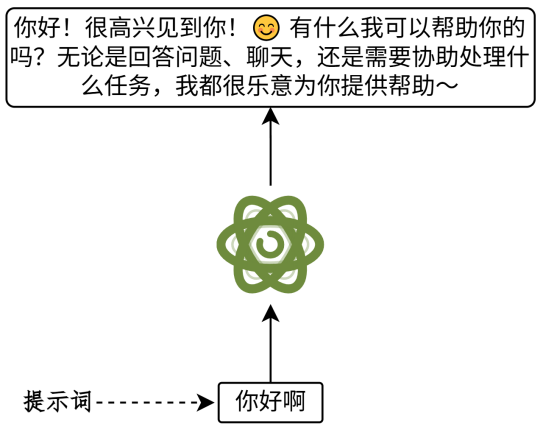 你好！很高兴见到你！😊 有什么我可以帮助你的
吗？无论是回答问题、聊天，还是需要协助处理什
么任务，我都很乐意为你提供帮助～
提示词
你好啊